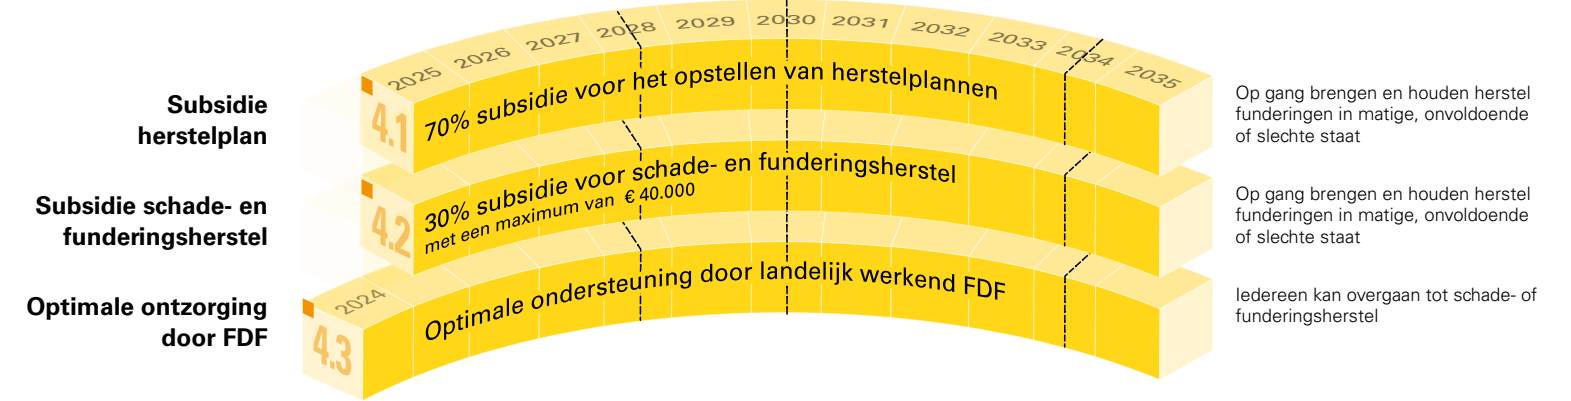 2025 2026 2027 2028 2029 2030 2031 2032 2033 2034 2035
Subsidie
herstelplan
4.1
70% subsidie voor het opstellen van herstelplannen
Op gang brengen en houden herstel
funderingen in matige, onvoldoende
of slechte staat
Subsidie schade- en
funderingsherstel
4.2
30% subsidie voor schade- en funderingsherstel
met een maximum van € 40.000
Op gang brengen en houden herstel
funderingen in matige, onvoldoende
of slechte staat
Optimale ontzorging
door FDF
2024
4.3
Optimale ondersteuning door landelijk werkend FDF
Iedereen kan overgaan tot schade- of
funderingsherstel